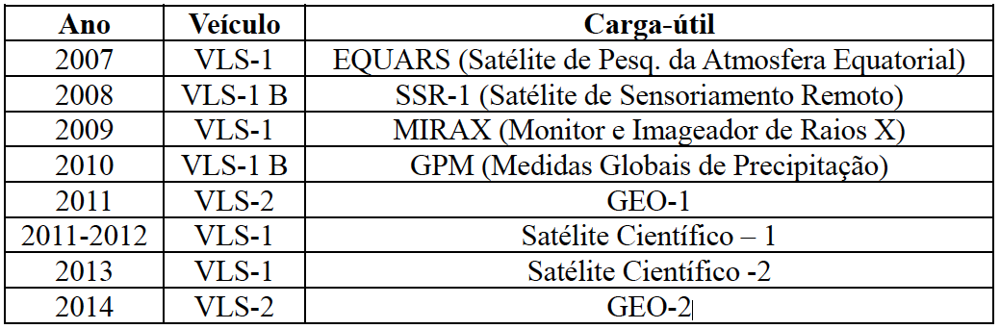 Ano Veículo Carga-útil
2007 VLS-1 EQUARS (Satélite de Pesq. da Atmosfera Equatorial)
2008 VLS-1 B SSR-1 (Satélite de Sensoriamento Remoto)
2009 VLS-1 MIRAX (Monitor e Imageador de Raios X)
2010 VLS-1 B GPM (Medidas Globais de Precipitação)
2011 VLS-2 GEO-1
2011-2012 VLS-1 Satélite Científico – 1
2013 VLS-1 Satélite Científico -2
2014 VLS-2 GEO-2